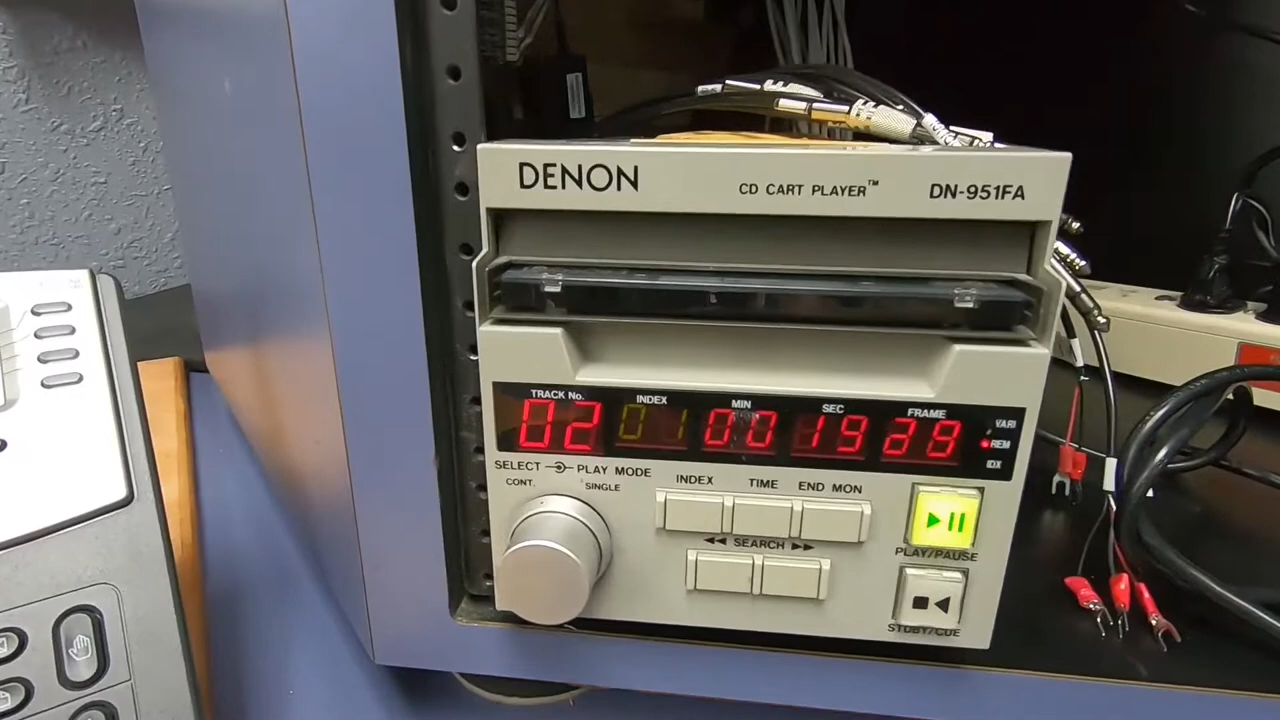 DENON CD CART PLAYER™ DN-951FA
TRACK No. INDEX MIN SEC FRAME
02 01 00 19 29
VARI
REM
IDX
SELECT PLAY MODE
CONT. SINGLE
INDEX TIME END MON
◄◄ SEARCH ►►
PLAY/PAUSE
STDBY/CUE